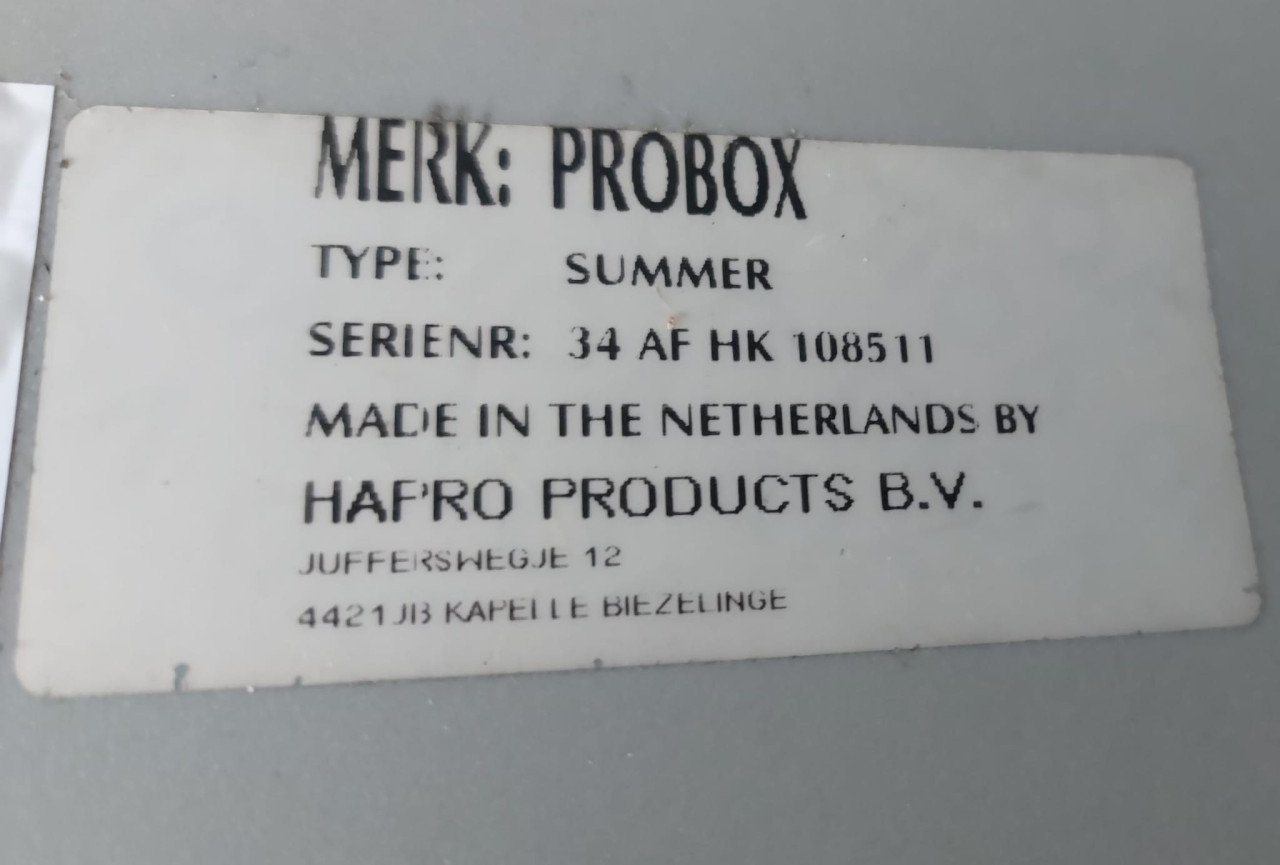 MERK: PROBOX
TYPE: SUMMER
SERIENR: 34 AF HK 108511
MADE IN THE NETHERLANDS BY
HAPRO PRODUCTS B.V.
JUFFERSWEGJE 12
4421JB KAPELLE BIEZELINGE